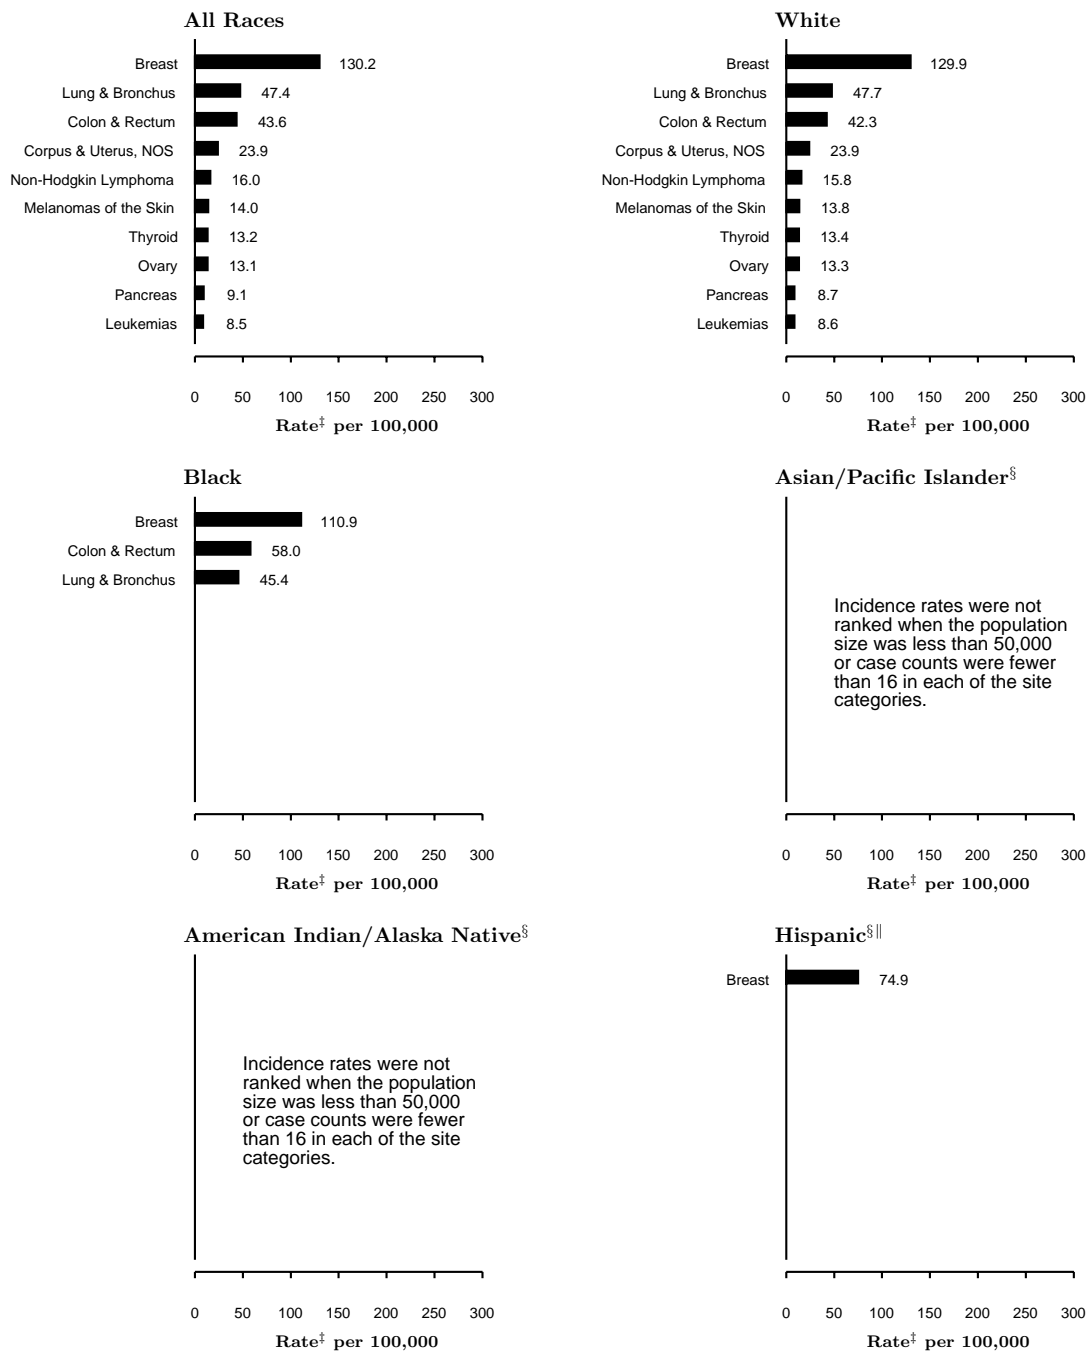 All Races
Breast 130.2
Lung & Bronchus 47.4
Colon & Rectum 43.6
Corpus & Uterus, NOS 23.9
Non-Hodgkin Lymphoma 16.0
Melanomas of the Skin 14.0
Thyroid 13.2
Ovary 13.1
Pancreas 9.1
Leukemias 8.5
0 50 100 150 200 250 300
Rate‡ per 100,000
White
Breast 129.9
Lung & Bronchus 47.7
Colon & Rectum 42.3
Corpus & Uterus, NOS 23.9
Non-Hodgkin Lymphoma 15.8
Melanomas of the Skin 13.8
Thyroid 13.4
Ovary 13.3
Pancreas 8.7
Leukemias 8.6
0 50 100 150 200 250 300
Rate‡ per 100,000
Black
Breast 110.9
Colon & Rectum 58.0
Lung & Bronchus 45.4
0 50 100 150 200 250 300
Rate‡ per 100,000
Asian/Pacific Islander§
Incidence rates were not
ranked when the population
size was less than 50,000
or case counts were fewer
than 16 in each of the site
categories.
0 50 100 150 200 250 300
Rate‡ per 100,000
American Indian/Alaska Native§
Incidence rates were not
ranked when the population
size was less than 50,000
or case counts were fewer
than 16 in each of the site
categories.
0 50 100 150 200 250 300
Rate‡ per 100,000
Hispanic§‖
Breast 74.9
0 50 100 150 200 250 300
Rate‡ per 100,000